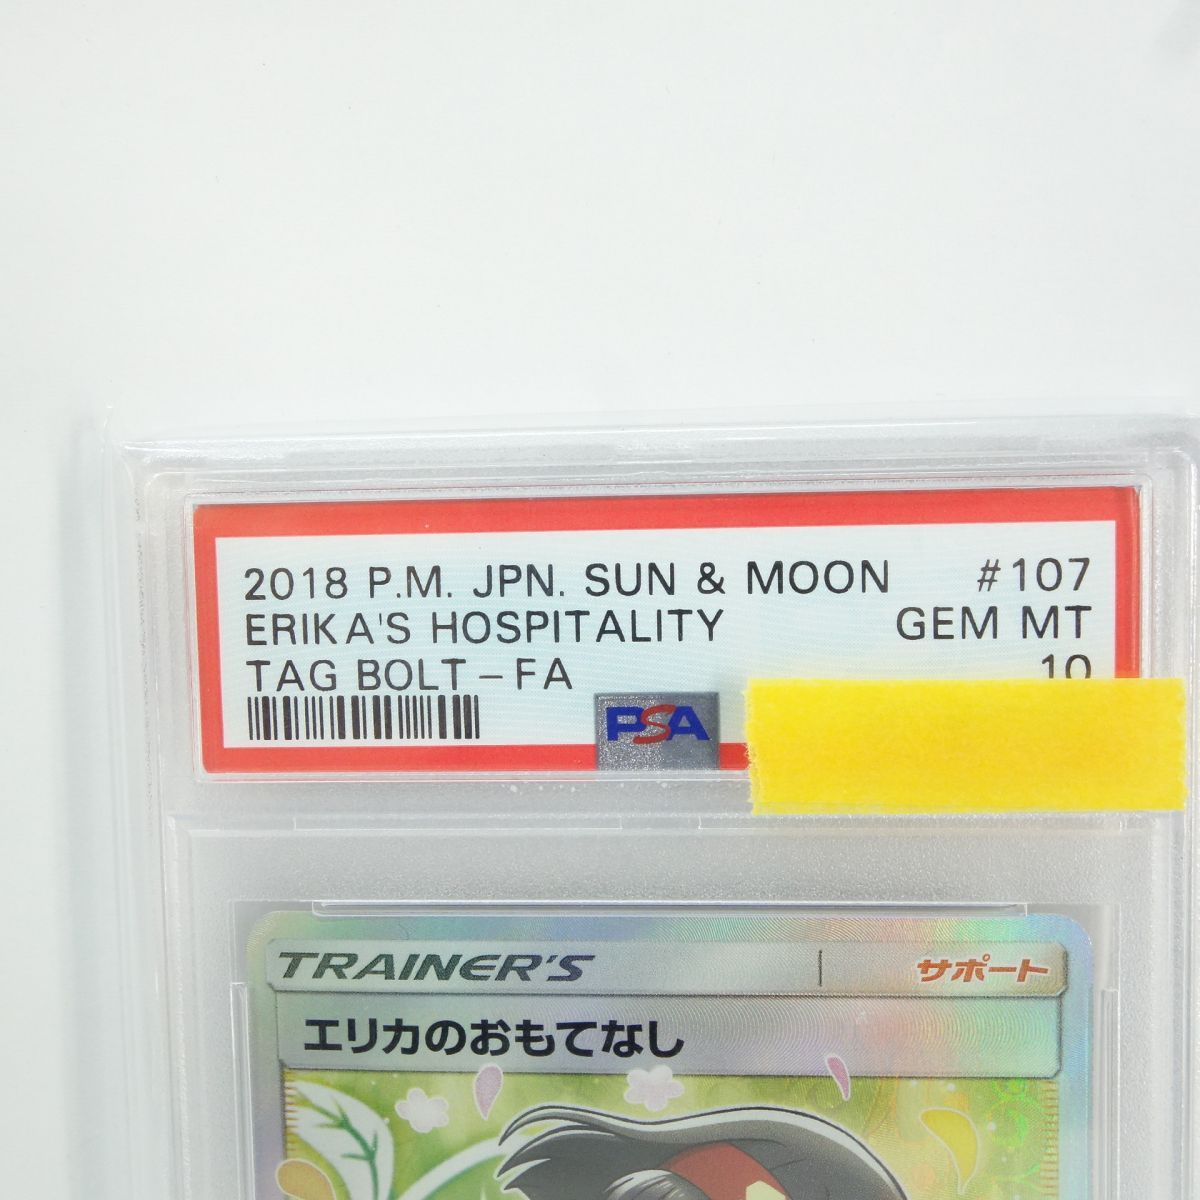 2018 P.M. JPN. SUN & MOON #107
ERIKA'S HOSPITALITY GEM MT
TAG BOLT - FA 10
PSA
TRAINER'S サポート
エリカのおもてなし